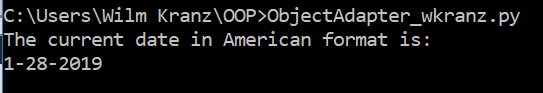 C:\Users\Wilm Kranz\OOP>ObjectAdapter_wkranz.py
The current date in American format is:
1-28-2019